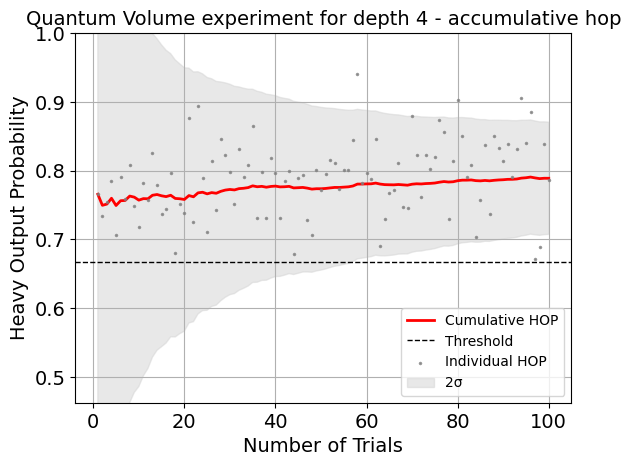 Quantum Volume experiment for depth 4 - accumulative hop
1.0
0.9
0.8
0.7
0.6
0.5
Heavy Output Probability
Cumulative HOP
Threshold
Individual HOP
2σ
0 20 40 60 80 100
Number of Trials